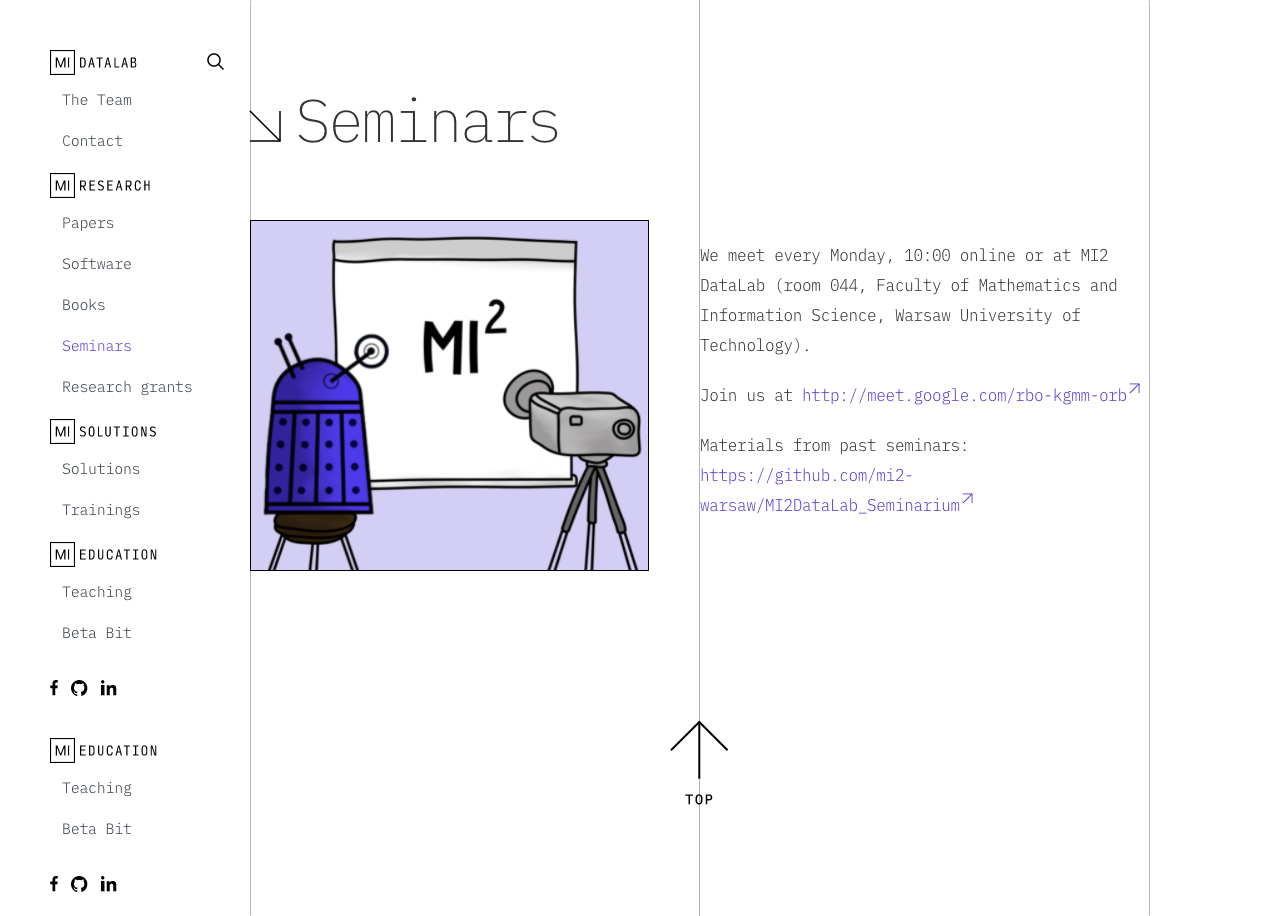 MI DATALAB
The Team
Contact
MI RESEARCH
Papers
Software
Books
Seminars
Research grants
MI SOLUTIONS
Solutions
Trainings
MI EDUCATION
Teaching
Beta Bit
MI EDUCATION
Teaching
Beta Bit
Seminars
MI2
We meet every Monday, 10:00 online or at MI2
DataLab (room 044, Faculty of Mathematics and
Information Science, Warsaw University of
Technology).
Join us at http://meet.google.com/rbo-kgmm-orb
Materials from past seminars:
https://github.com/mi2-
warsaw/MI2DataLab_Seminarium
TOP